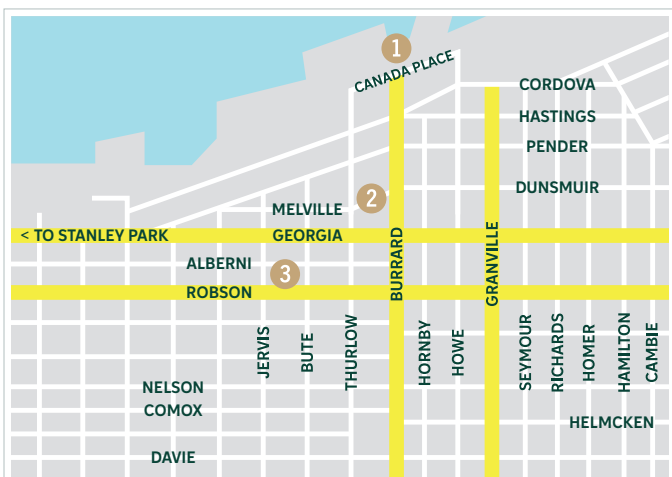 1
CANADA PLACE
CORDOVA
HASTINGS
PENDER
DUNSMUIR
2
MELVILLE
< TO STANLEY PARK
GEORGIA
BURRARD
GRANVILLE
ALBERNI
3
ROBSON
JERVIS
BUTE
THURLOW
HORNBY
HOWE
SEYMOUR
RICHARDS
HOMER
HAMILTON
CAMBIE
NELSON
COMOX
HELMCKEN
DAVIE